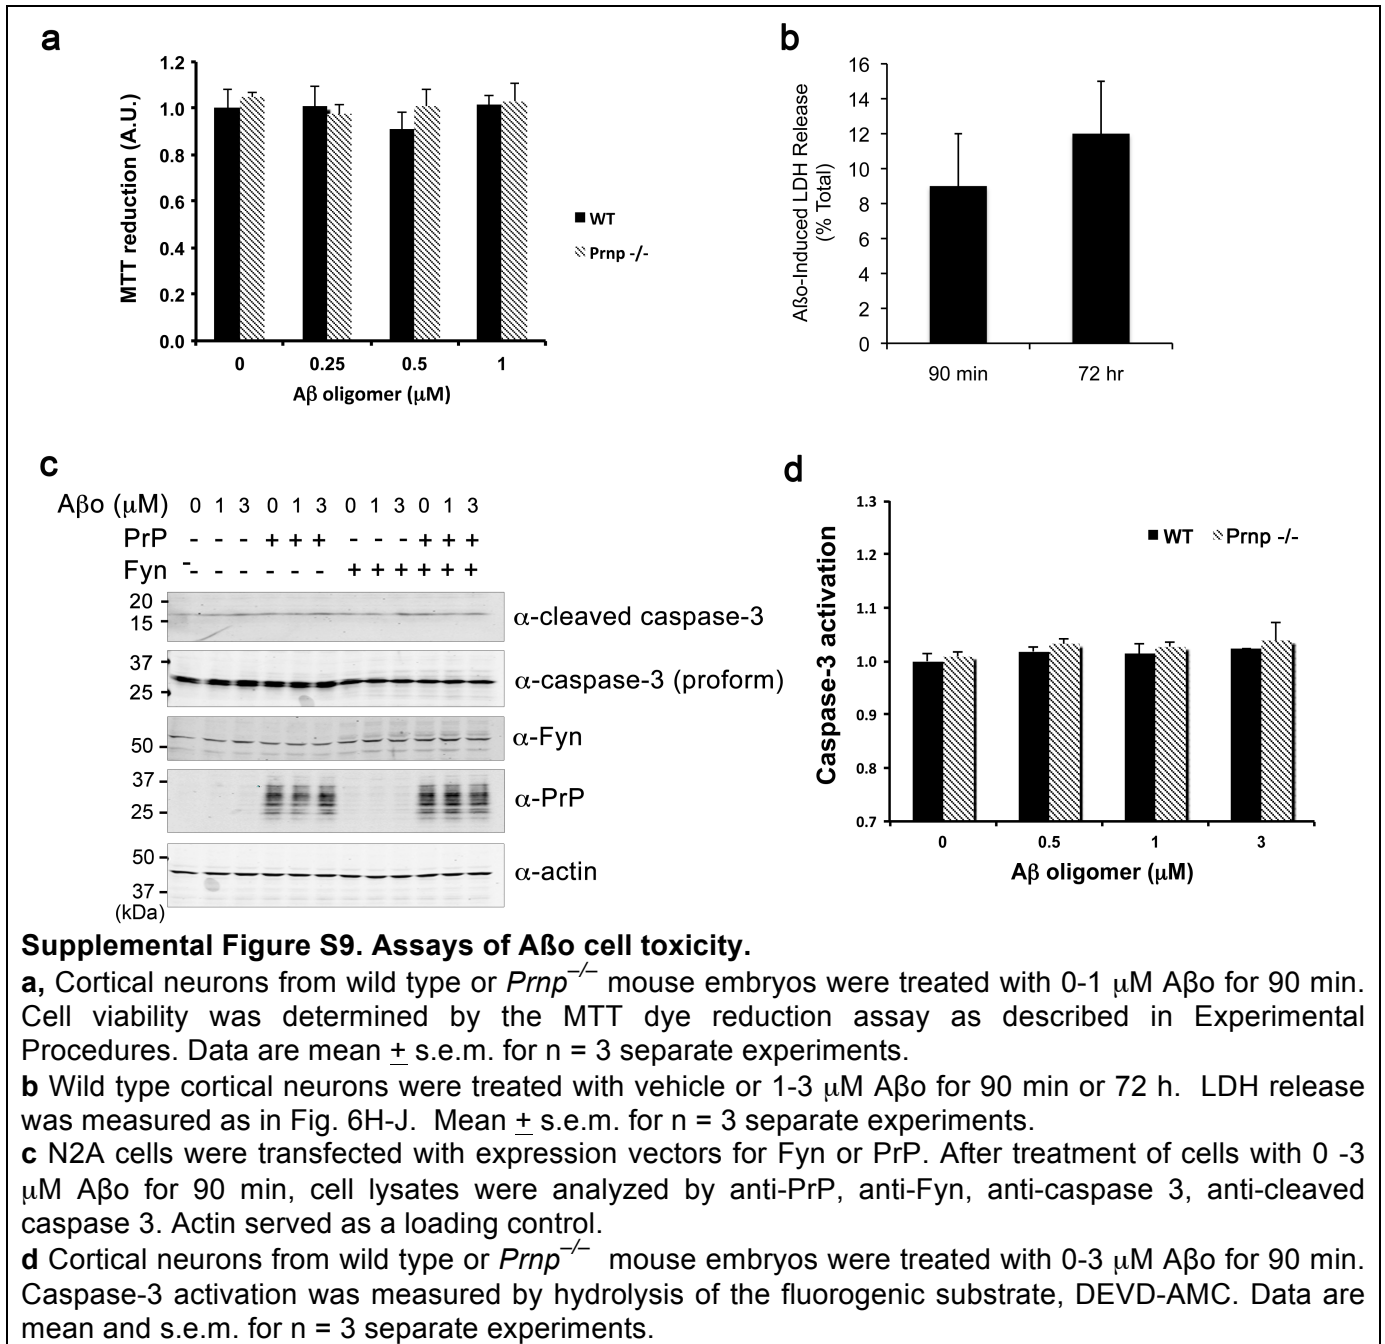 a
1.2
1.0
0.8
0.6
0.4
0.2
0.0
MTT reduction (A.U.)
0 0.25 0.5 1
Aβ oligomer (μM)
WT
Prnp -/-
b
16
14
12
10
8
6
4
2
0
Aßo-Induced LDH Release
(% Total)
90 min 72 hr
c
Aβo (μM) 0 1 3 0 1 3 0 1 3 0 1 3
PrP - - - + + + - - - + + +
Fyn - - - - - - + + + + + +
20
15
α-cleaved caspase-3
37
25
α-caspase-3 (proform)
50
α-Fyn
37
25
α-PrP
50
37
α-actin
(kDa)
d
1.3
1.2
1.1
1.0
0.9
0.8
0.7
Caspase-3 activation
WT Prnp -/-
0 0.5 1 3
Aβ oligomer (μM)
Supplemental Figure S9. Assays of Aßo cell toxicity.
a, Cortical neurons from wild type or Prnp–/– mouse embryos were treated with 0-1 μM Aβo for 90 min.
Cell viability was determined by the MTT dye reduction assay as described in Experimental
Procedures. Data are mean + s.e.m. for n = 3 separate experiments.
b Wild type cortical neurons were treated with vehicle or 1-3 μM Aβo for 90 min or 72 h. LDH release
was measured as in Fig. 6H-J. Mean + s.e.m. for n = 3 separate experiments.
c N2A cells were transfected with expression vectors for Fyn or PrP. After treatment of cells with 0 -3
μM Aβo for 90 min, cell lysates were analyzed by anti-PrP, anti-Fyn, anti-caspase 3, anti-cleaved
caspase 3. Actin served as a loading control.
d Cortical neurons from wild type or Prnp–/– mouse embryos were treated with 0-3 μM Aβo for 90 min.
Caspase-3 activation was measured by hydrolysis of the fluorogenic substrate, DEVD-AMC. Data are
mean and s.e.m. for n = 3 separate experiments.